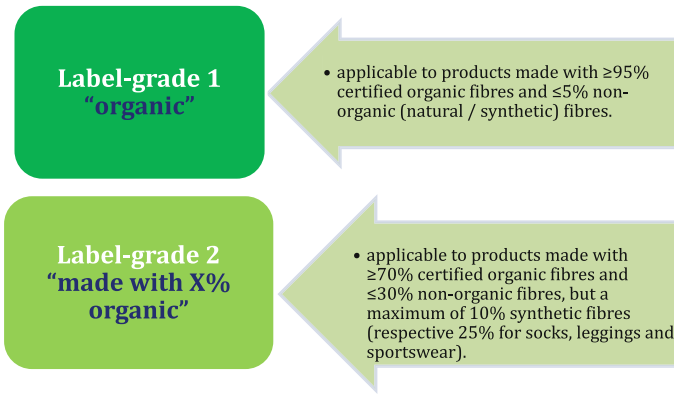 Label-grade 1
“organic”
• applicable to products made with ≥95%
certified organic fibres and ≤5% non-
organic (natural / synthetic) fibres.
Label-grade 2
“made with X%
organic”
• applicable to products made with
≥70% certified organic fibres and
≤30% non-organic fibres, but a
maximum of 10% synthetic fibres
(respective 25% for socks, leggings and
sportswear).